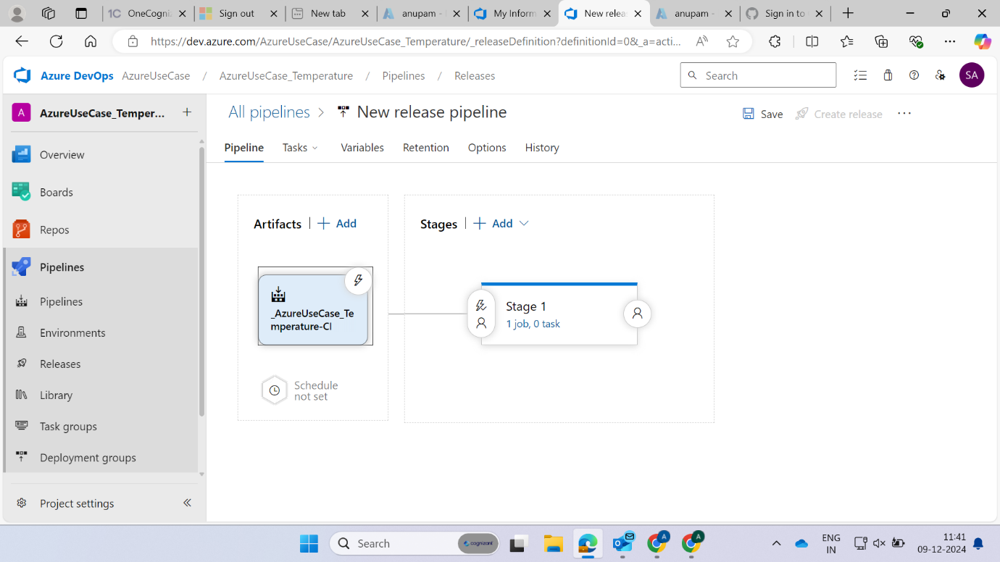 1C OneCogniz
Sign out
New tab
anupam -
My Inform
New relea
anupam -
Sign in to
https://dev.azure.com/AzureUseCase/AzureUseCase_Temperature/_releaseDefinition?definitionId=0&_a=acti...
Azure DevOps AzureUseCase / AzureUseCase_Temperature / Pipelines / Releases
Search
SA
A AzureUseCase_Temper...
Overview
Boards
Repos
Pipelines
Pipelines
Environments
Releases
Library
Task groups
Deployment groups
Project settings
All pipelines > New release pipeline
Save Create release ...
Pipeline Tasks Variables Retention Options History
Artifacts | + Add
_AzureUseCase_Te
mperature-CI
Schedule
not set
Stages | + Add
Stage 1
1 job, 0 task
Search
cognizant
A
A
ENG
IN
11:41
09-12-2024